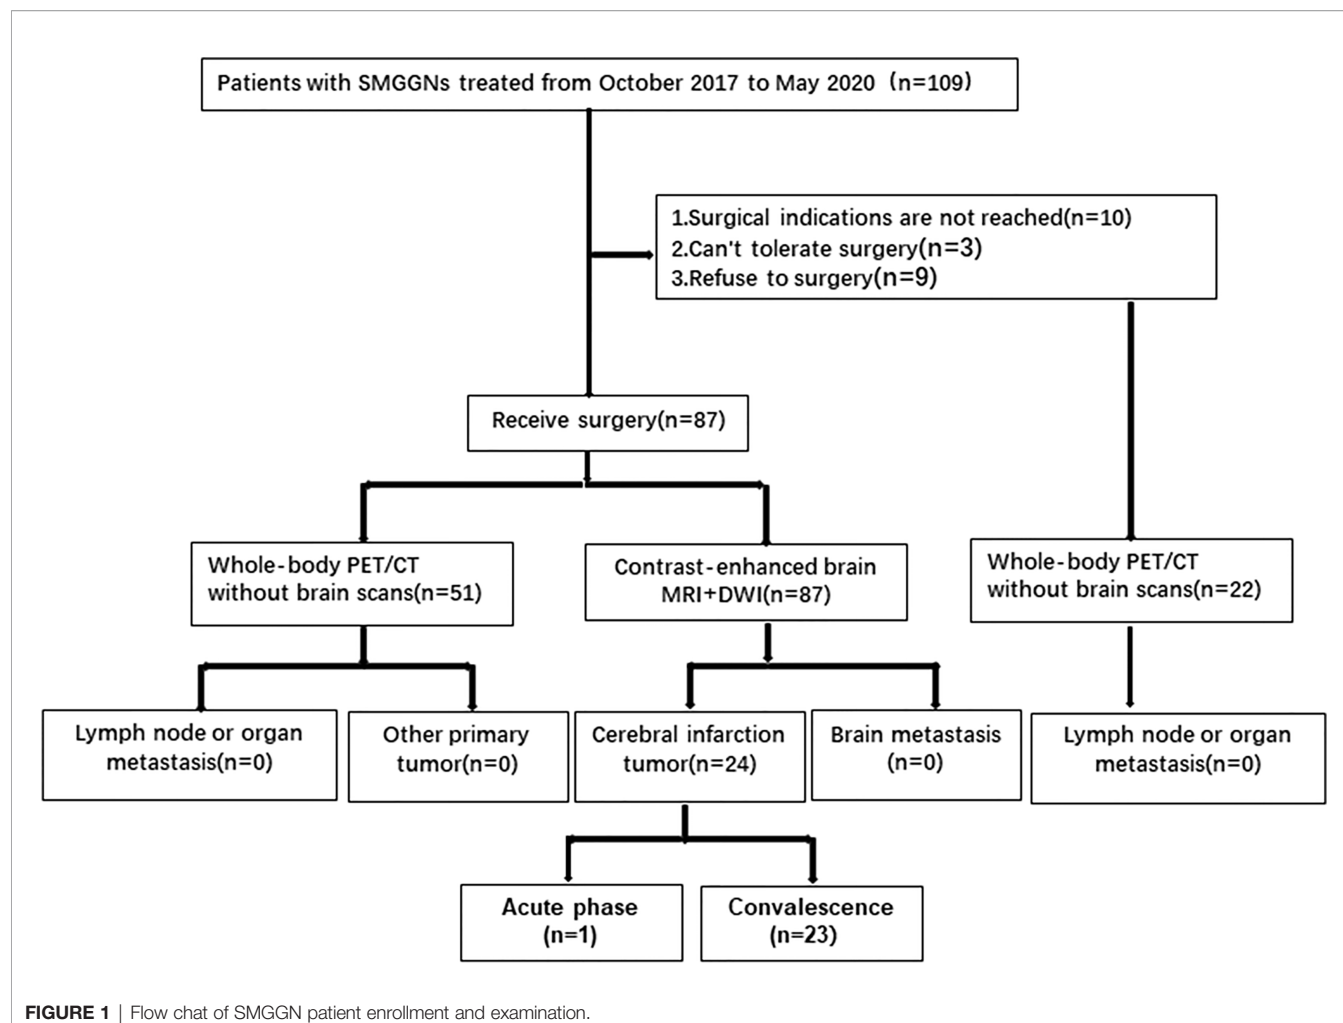 Patients with SMGGNs treated from October 2017 to May 2020 (n=109)
1.Surgical indications are not reached(n=10)
2.Can't tolerate surgery(n=3)
3.Refuse to surgery(n=9)
Receive surgery(n=87)
Whole-body PET/CT
without brain scans(n=51)
Contrast-enhanced brain
MRI+DWI(n=87)
Whole-body PET/CT
without brain scans(n=22)
Lymph node or organ
metastasis(n=0)
Other primary
tumor(n=0)
Cerebral infarction
tumor(n=24)
Brain metastasis
(n=0)
Lymph node or organ
metastasis(n=0)
Acute phase
(n=1)
Convalescence
(n=23)
FIGURE 1 | Flow chat of SMGGN patient enrollment and examination.